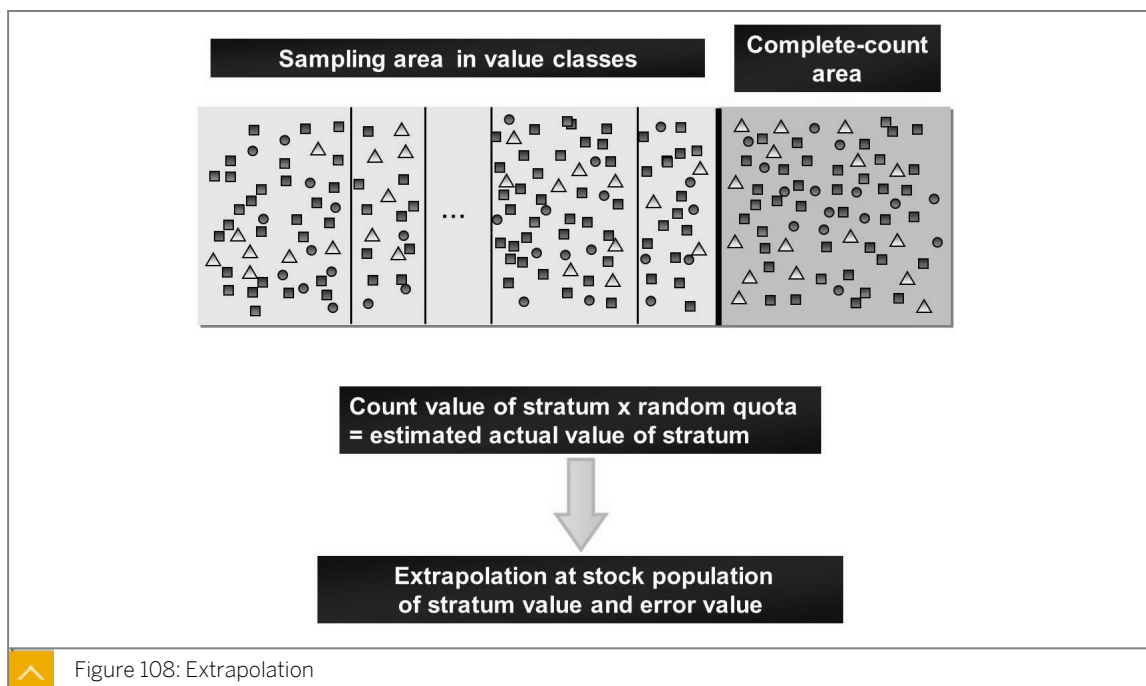 Sampling area in value classes
Complete-count
area
...
Count value of stratum x random quota
= estimated actual value of stratum
Extrapolation at stock population
of stratum value and error value
Figure 108: Extrapolation